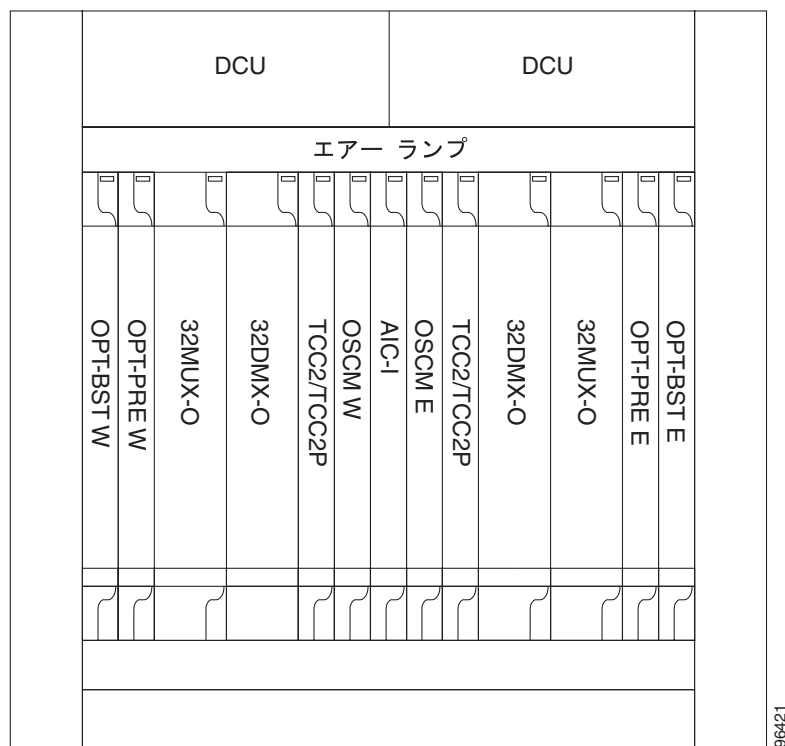 DCU
DCU
エアー ランプ
OPT-BST W
OPT-PRE W
32MUX-O
32DMX-O
TCC2/TCC2P
OSCM W
AIC-I
OSCM E
TCC2/TCC2P
32DMX-O
32MUX-O
OPT-PRE E
OPT-BST E
96421